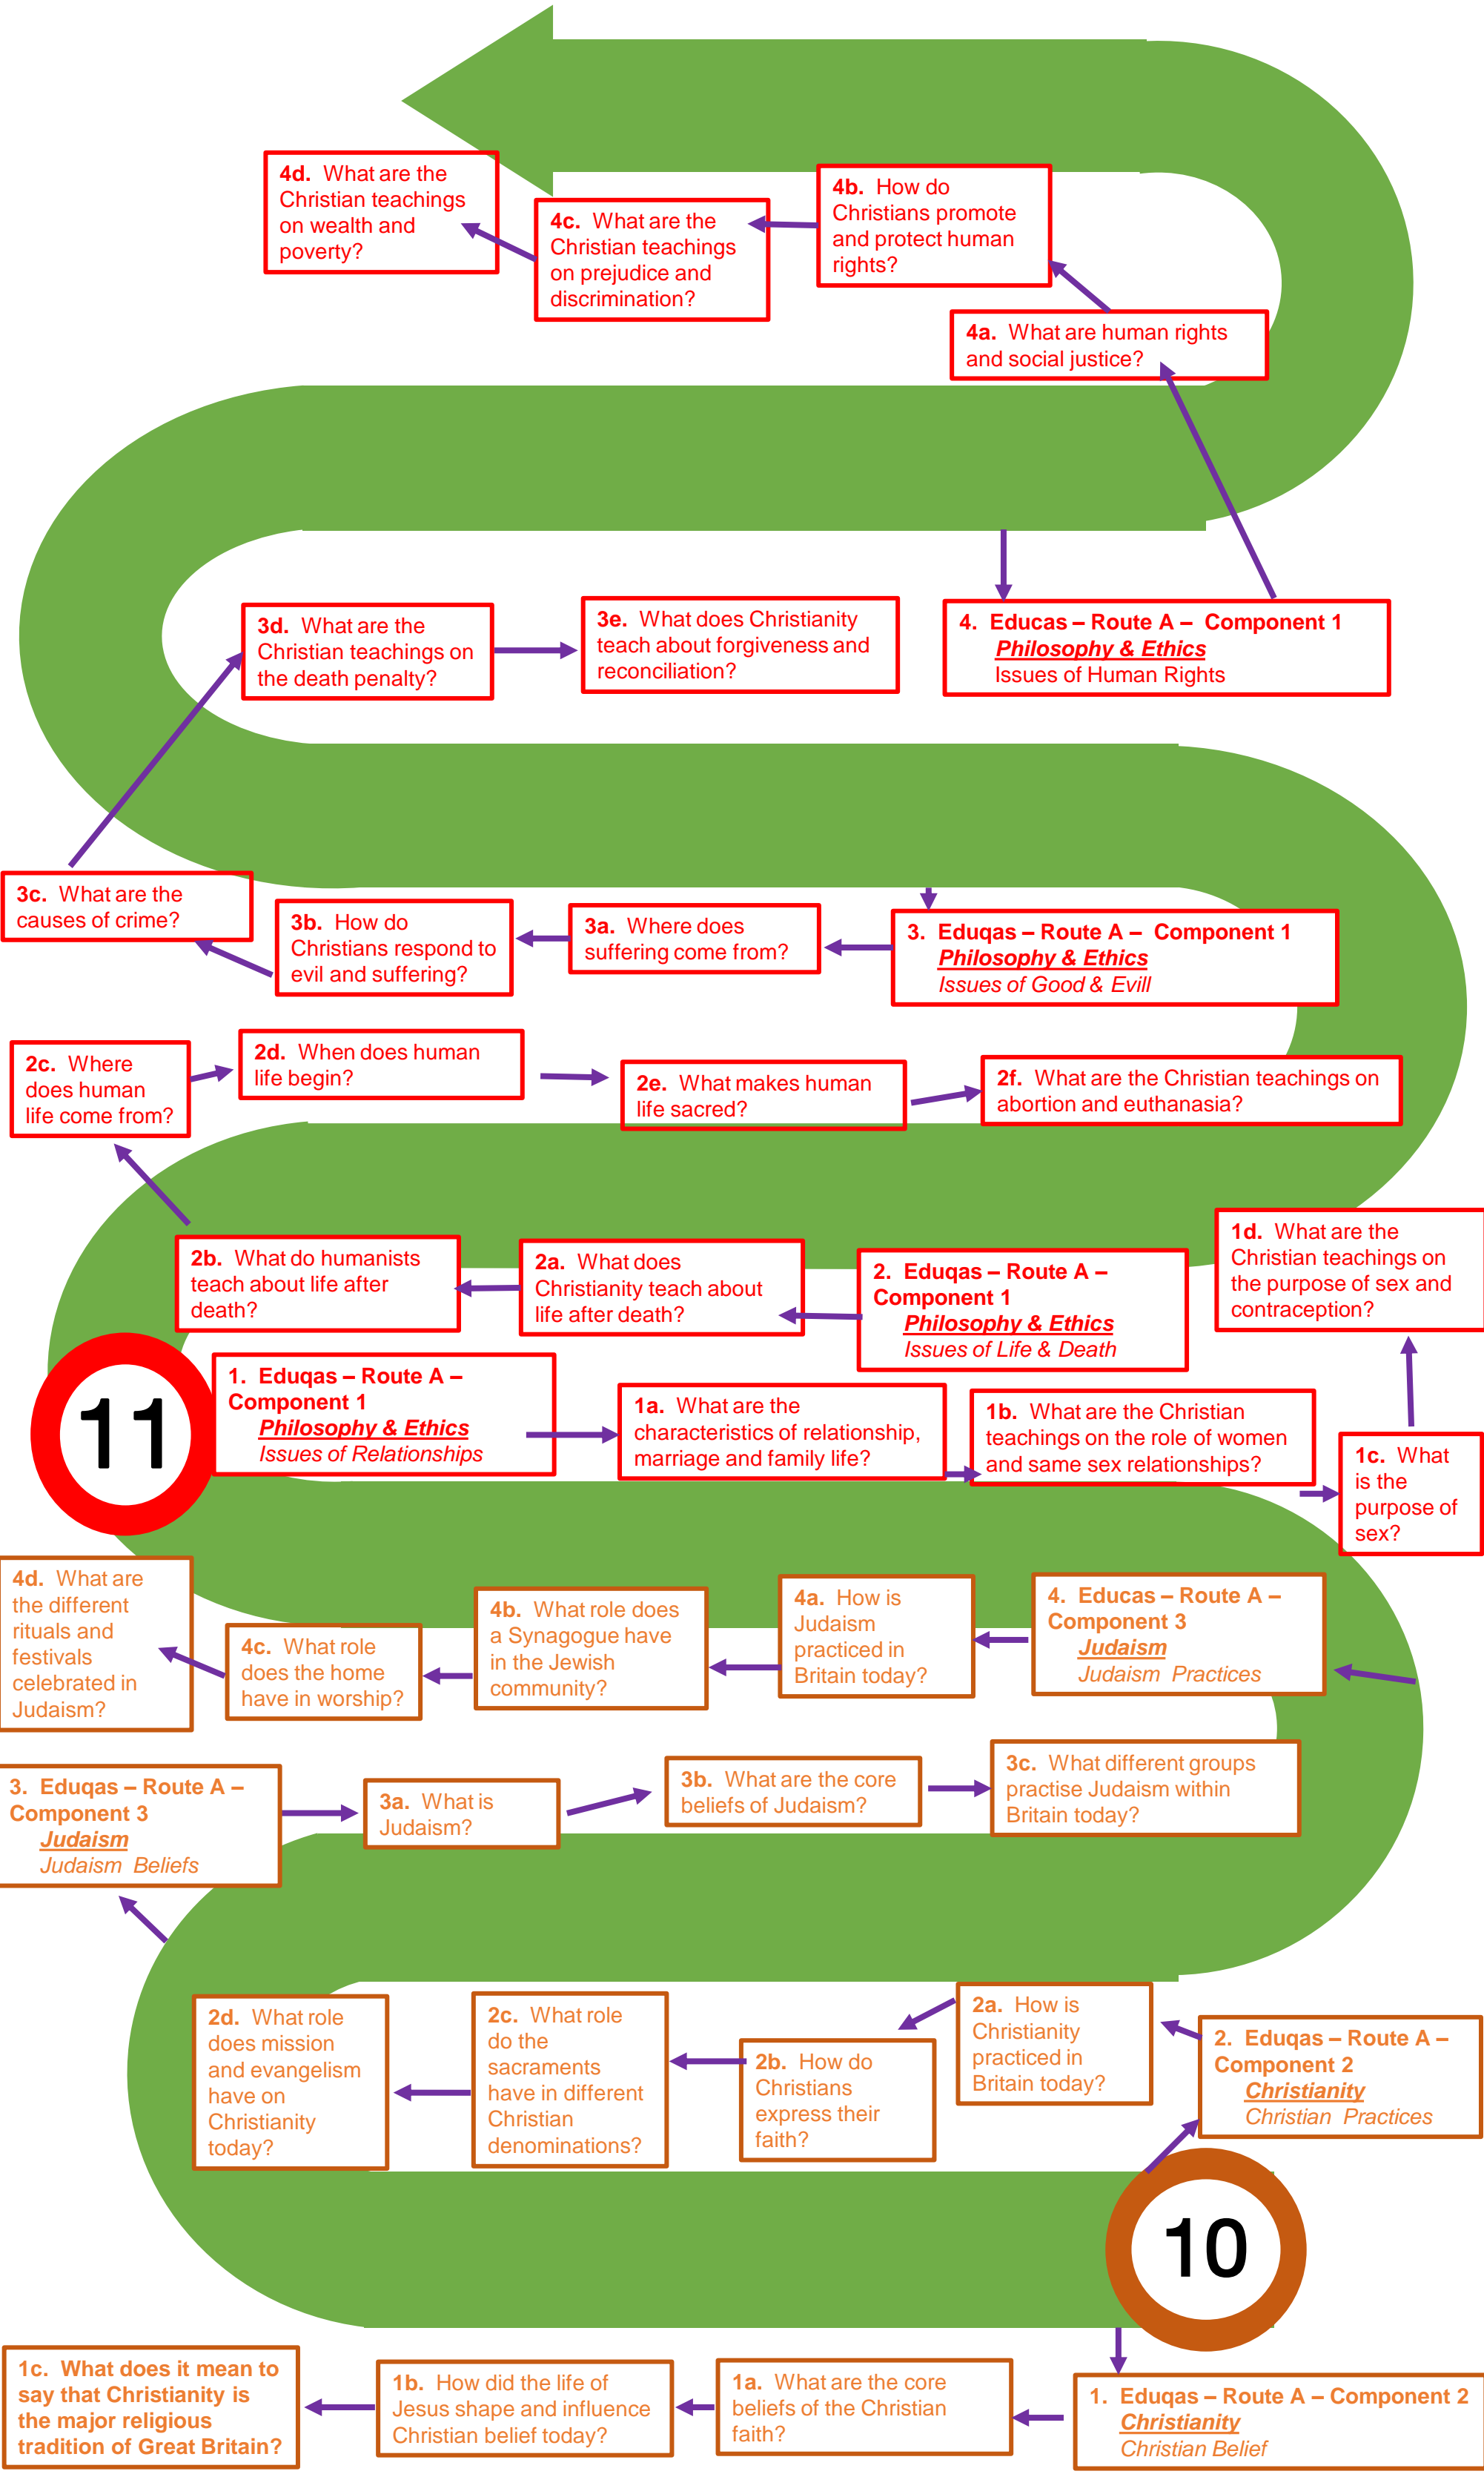 4d. What are the
Christian teachings
on wealth and
poverty?
4c. What are the
Christian teachings
on prejudice and
discrimination?
4b. How do
Christians promote
and protect human
rights?
4a. What are human rights
and social justice?
3d. What are the
Christian teachings on
the death penalty?
3e. What does Christianity
teach about forgiveness and
reconciliation?
4. Educas – Route A – Component 1
Philosophy & Ethics
Issues of Human Rights
3c. What are the
causes of crime?
3b. How do
Christians respond to
evil and suffering?
3a. Where does
suffering come from?
3. Eduqas – Route A – Component 1
Philosophy & Ethics
Issues of Good & Evill
2c. Where
does human
life come from?
2d. When does human
life begin?
2e. What makes human
life sacred?
2f. What are the Christian teachings on
abortion and euthanasia?
2b. What do humanists
teach about life after
death?
2a. What does
Christianity teach about
life after death?
2. Eduqas – Route A –
Component 1
Philosophy & Ethics
Issues of Life & Death
1d. What are the
Christian teachings on
the purpose of sex and
contraception?
11
1. Eduqas – Route A –
Component 1
Philosophy & Ethics
Issues of Relationships
1a. What are the
characteristics of relationship,
marriage and family life?
1b. What are the Christian
teachings on the role of women
and same sex relationships?
1c. What
is the
purpose of
sex?
4d. What are
the different
rituals and
festivals
celebrated in
Judaism?
4c. What role
does the home
have in worship?
4b. What role does
a Synagogue have
in the Jewish
community?
4a. How is
Judaism
practiced in
Britain today?
4. Educas – Route A –
Component 3
Judaism
Judaism Practices
3. Eduqas – Route A –
Component 3
Judaism
Judaism Beliefs
3a. What is
Judaism?
3b. What are the core
beliefs of Judaism?
3c. What different groups
practise Judaism within
Britain today?
2d. What role
does mission
and evangelism
have on
Christianity
today?
2c. What role
do the
sacraments
have in different
Christian
denominations?
2b. How do
Christians
express their
faith?
2a. How is
Christianity
practiced in
Britain today?
2. Eduqas – Route A –
Component 2
Christianity
Christian Practices
10
1c. What does it mean to
say that Christianity is
the major religious
tradition of Great Britain?
1b. How did the life of
Jesus shape and influence
Christian belief today?
1a. What are the core
beliefs of the Christian
faith?
1. Eduqas – Route A – Component 2
Christianity
Christian Belief